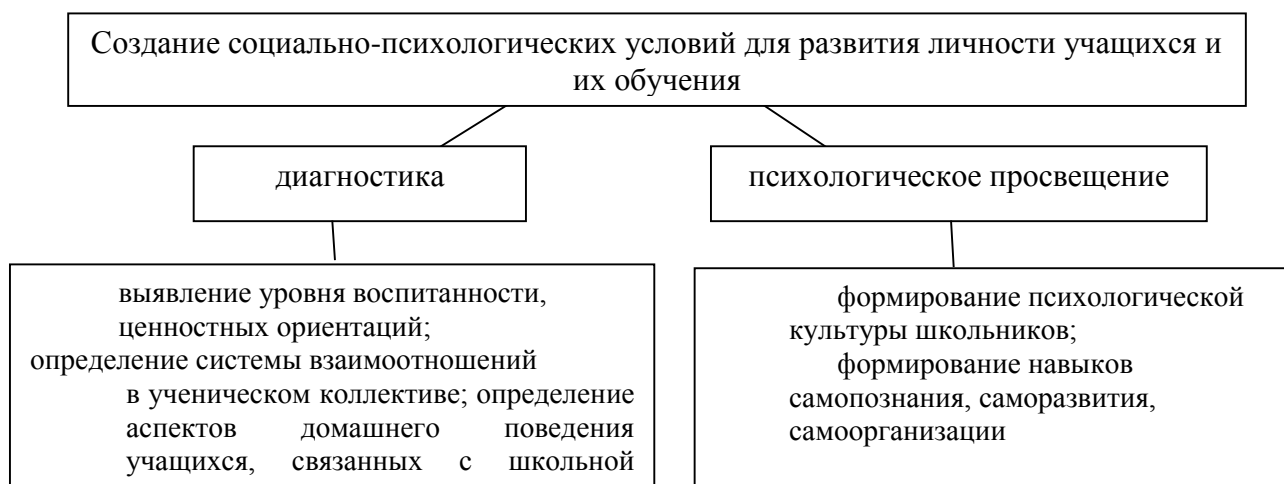 Создание социально-психологических условий для развития личности учащихся и
их обучения
диагностика
психологическое просвещение
выявление уровня воспитанности,
ценностных ориентаций;
определение системы взаимоотношений
в ученическом коллективе; определение
аспектов домашнего поведения
учащихся, связанных с школьной
формирование психологической
культуры школьников;
формирование навыков
самопознания, саморазвития,
самоорганизации